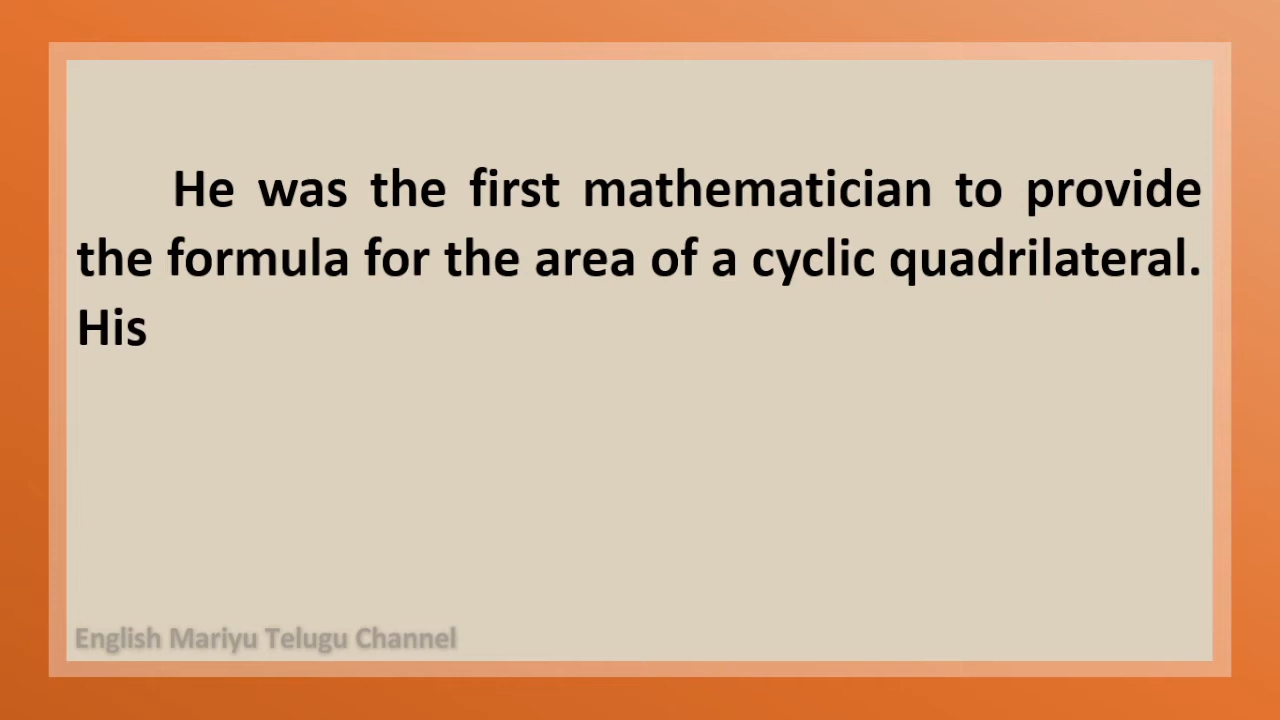 He was the first mathematician to provide
the formula for the area of a cyclic quadrilateral.
His
English Mariyu Telugu Channel